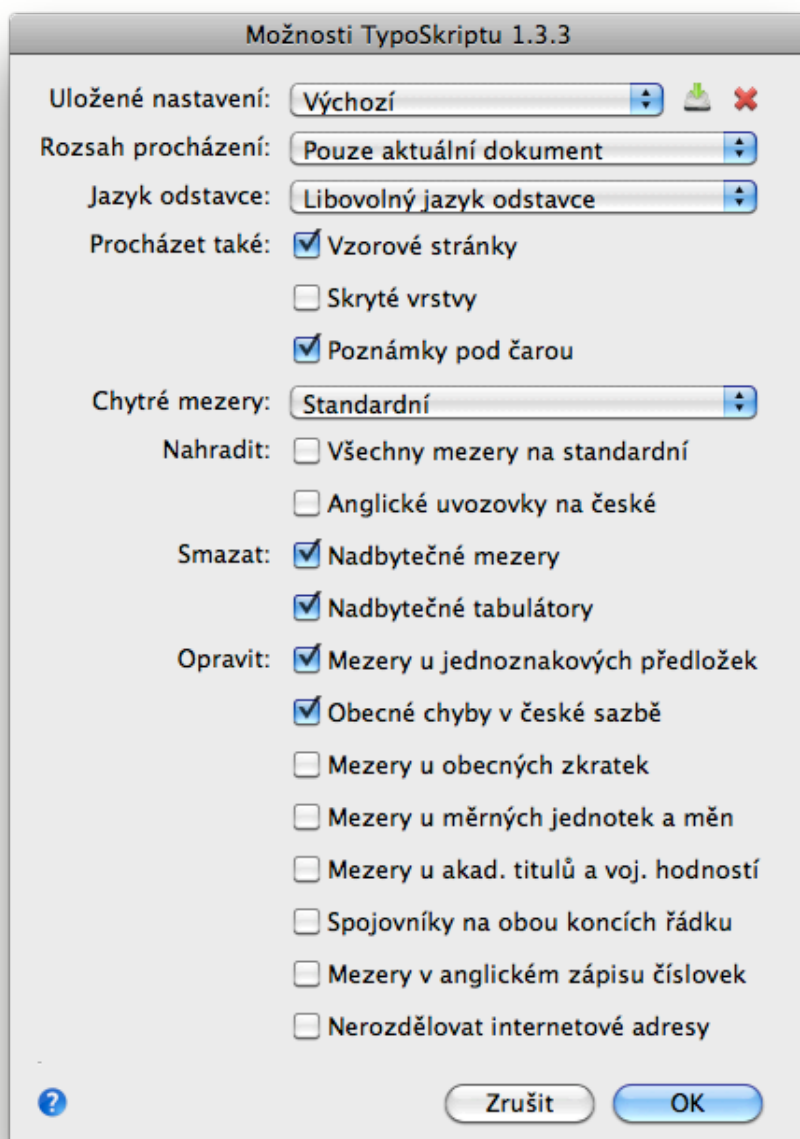 Možnosti TypoSkriptu 1.3.3
Uložené nastavení: Výchozí
Rozsah procházení: Pouze aktuální dokument
Jazyk odstavce: Libovolný jazyk odstavce
Procházet také: Vzorové stránky
Skryté vrstvy
Poznámky pod čarou
Chytré mezery: Standardní
Nahradit: Všechny mezery na standardní
Anglické uvozovky na české
Smazat: Nadbytečné mezery
Nadbytečné tabulátory
Opravit: Mezery u jednoznakových předložek
Obecné chyby v české sazbě
Mezery u obecných zkratek
Mezery u měrných jednotek a měn
Mezery u akad. titulů a voj. hodností
Spojovníky na obou koncích řádku
Mezery v anglickém zápisu číslovek
Nerozdělovat internetové adresy
? Zrušit OK